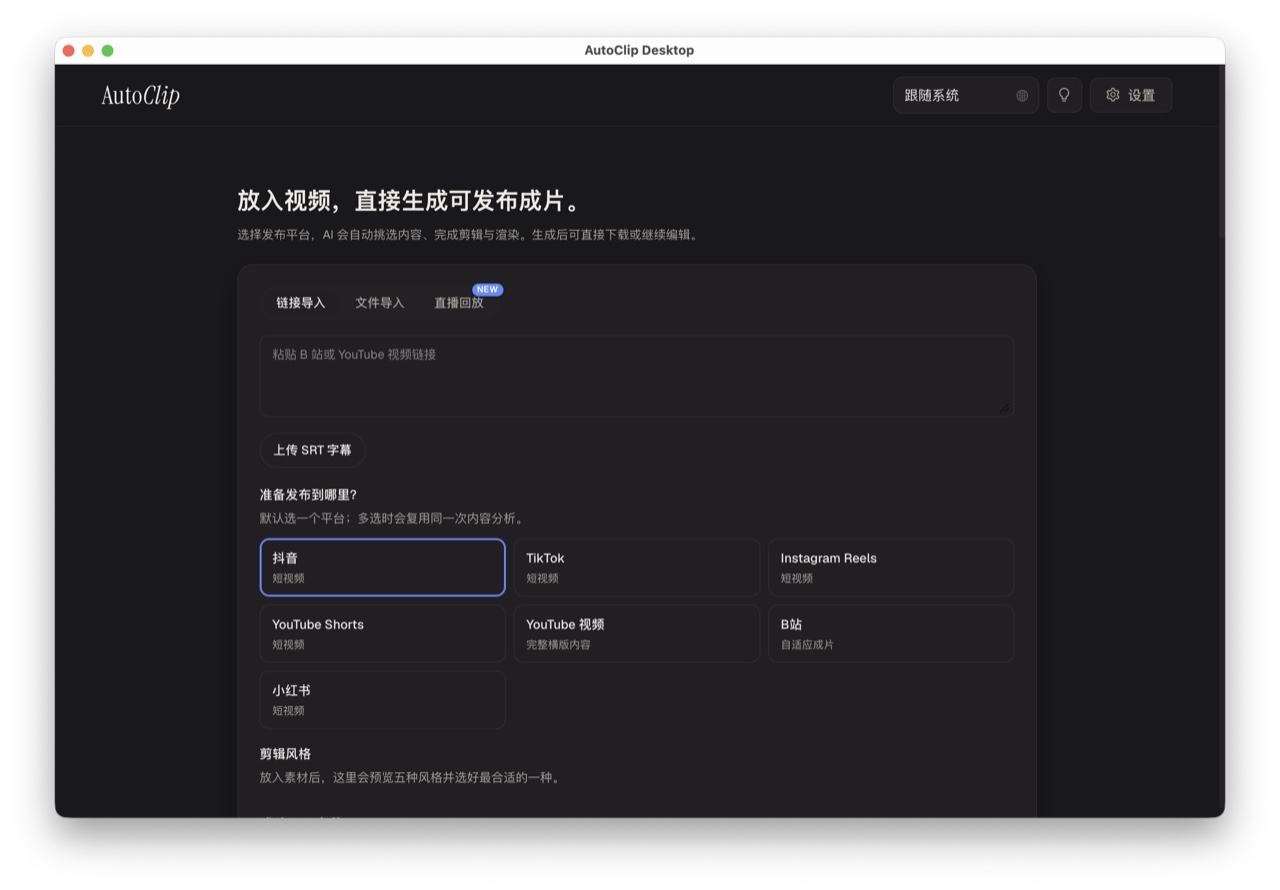 AutoClip Desktop
AutoClip
跟随系统
设置
放入视频，直接生成可发布成片。
选择发布平台，AI 会自动挑选内容、完成剪辑与渲染。生成后可直接下载或继续编辑。
链接导入
文件导入
直播回放
NEW
粘贴 B 站或 YouTube 视频链接
上传 SRT 字幕
准备发布到哪里？
默认选一个平台；多选时会复用同一次内容分析。
抖音
短视频
TikTok
短视频
Instagram Reels
短视频
YouTube Shorts
短视频
YouTube 视频
完整横版内容
B站
自适应成片
小红书
短视频
剪辑风格
放入素材后，这里会预览五种风格并选好最合适的一种。